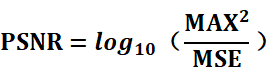 PSNR = log₁₀（MAX²/MSE）